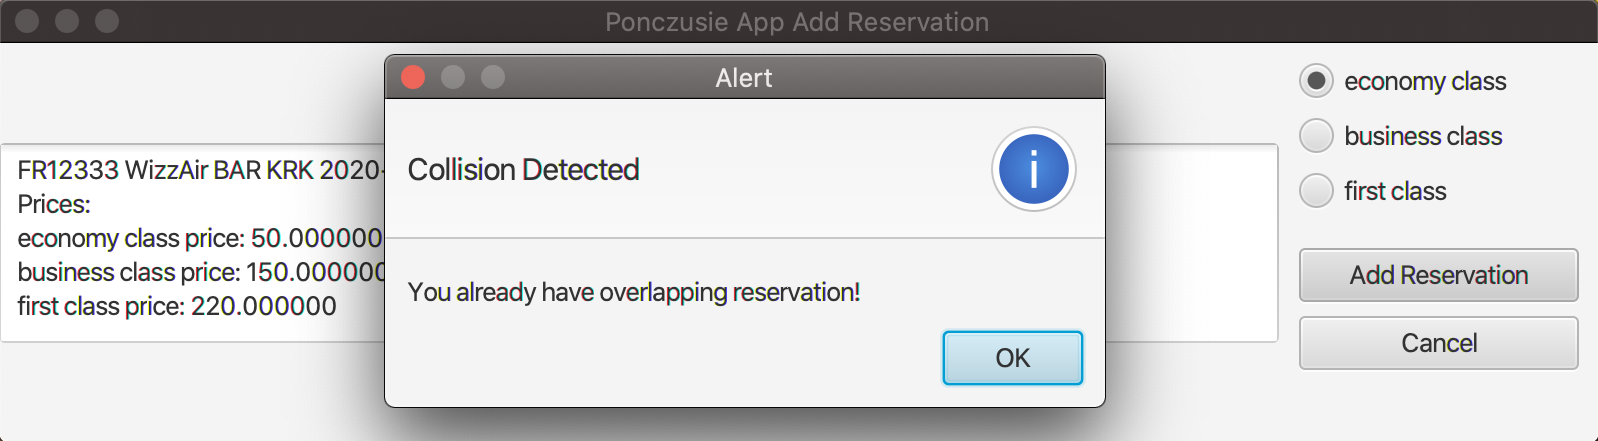 Ponczusie App Add Reservation
Alert
Collision Detected
i
You already have overlapping reservation!
OK
FR12333 WizzAir BAR KRK 2020-
Prices:
economy class price: 50.000000
business class price: 150.000000
first class price: 220.000000
economy class
business class
first class
Add Reservation
Cancel